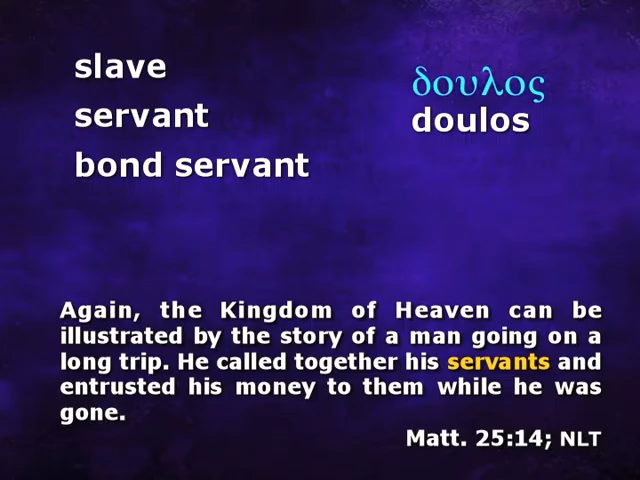 slave
servant
bond servant
δουλος
doulos
Again, the Kingdom of Heaven can be
illustrated by the story of a man going on a
long trip. He called together his servants and
entrusted his money to them while he was
gone.
Matt. 25:14; NLT